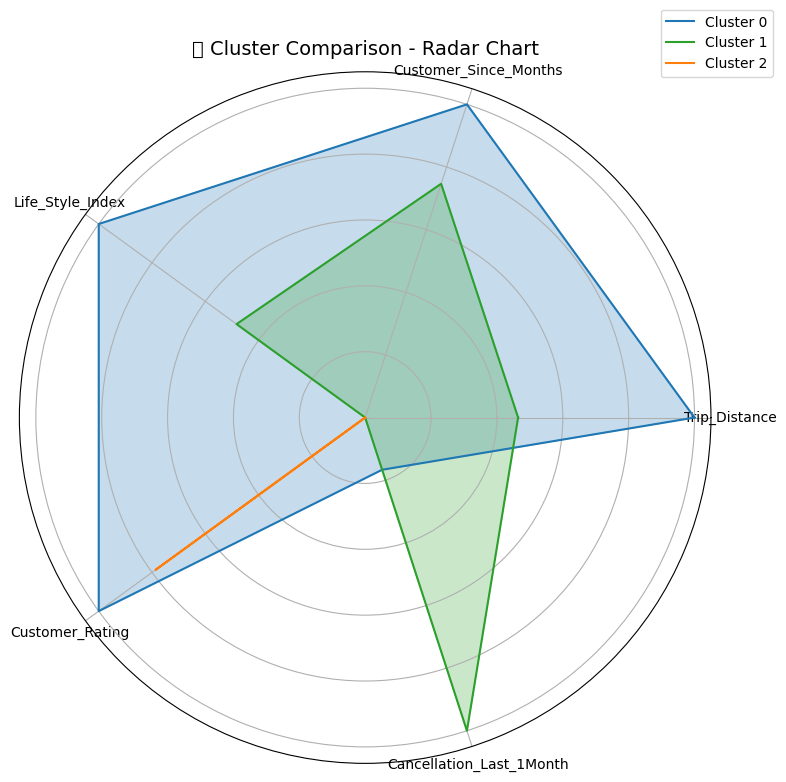 Cluster 0
Cluster 1
Cluster 2
Cluster Comparison - Radar Chart
Customer_Since_Months
Life_Style_Index
Trip_Distance
Customer_Rating
Cancellation_Last_1Month